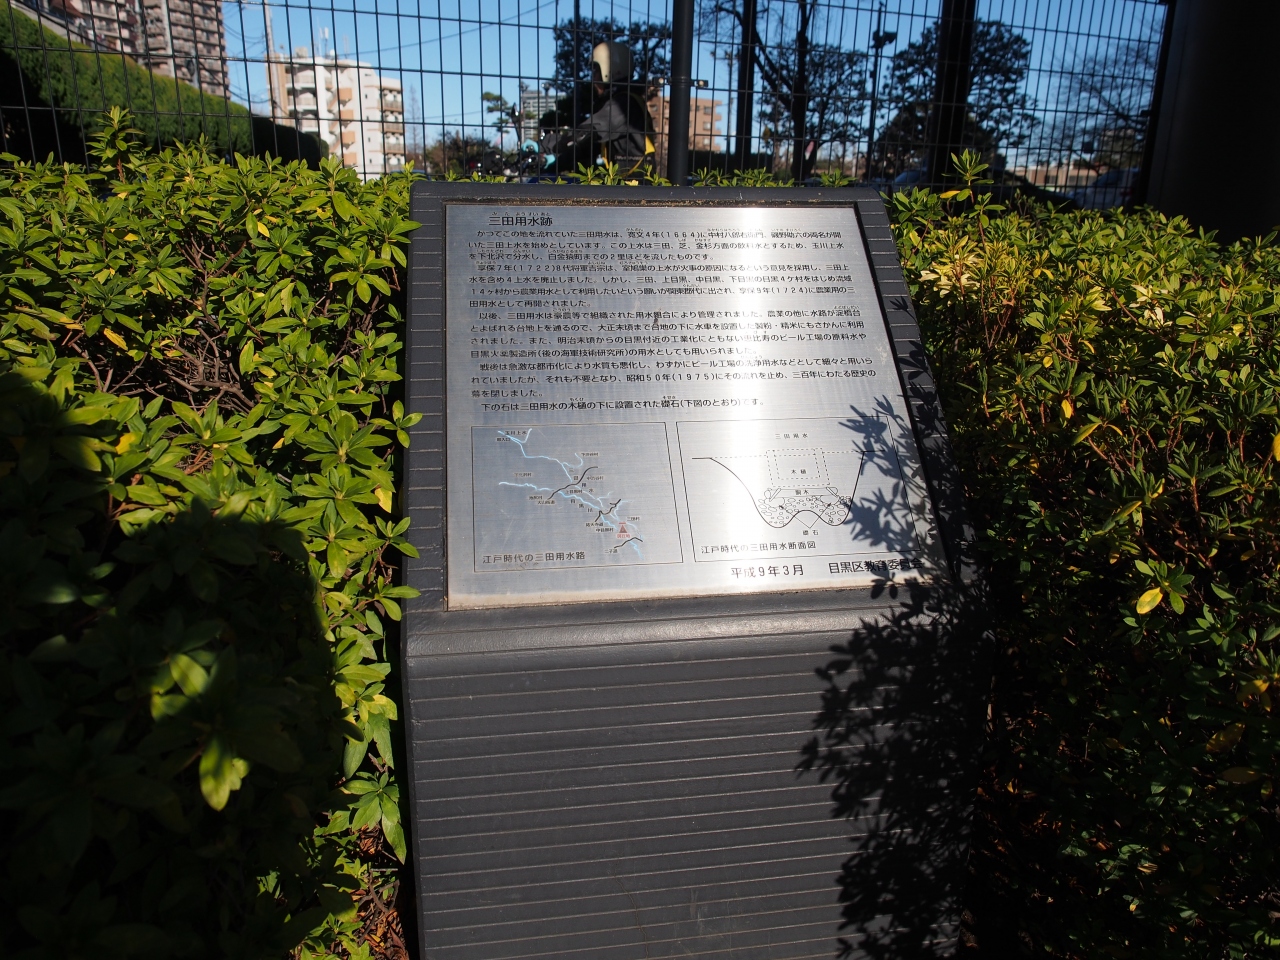 三田用水跡
かつてこの地を流れていた三田用水は、寛文4年(1664)に中村八郎右衛門、磯野助六の両名が開
いた三田上水を始めとしています。この上水は三田、芝、金杉方面の飲料水とするため、玉川上水
を下北沢で分水し、白金猿町までの2里ほどを流したものです。
享保7年(1722)8代将軍吉宗は、室鳩巣の上水が火事の原因になるという意見を採用し、三田上
水を含め4上水を廃止しました。しかし、三田、上目黒、中目黒、下目黒の目黒4ケ村をはじめ流域
14ヶ村から農業用水として利用したいという願いが関東郡代に出され、享保9年(1724)に農業用の三
田用水として再開されました。
以後、三田用水は豪農等で組織された用水組合により管理されました。農業の他に水路が淀橋台
とよばれる台地上を通るので、大正末頃まで台地の下に水車を設置した製粉・精米にもさかんに利用
されました。また、明治末頃からの目黒付近の工業化にともない恵比寿のビール工場の原料水や
目黒火薬製造所(後の海軍技術研究所)の用水としても用いられました。
戦後は急激な都市化により水質も悪化し、わずかにビール工場の洗浄用水などとして細々と用いら
れていましたが、それも不要となり、昭和50年(1975)にその流れを止め、三百年にわたる歴史の
幕を閉じました。
下の石は三田用水の木樋の下に設置された礎石(下図のとおり)です。
玉川上水
三田用水
木樋
胴木
礎石
江戸時代の三田用水路
江戸時代の三田用水断面図
平成9年3月 目黒区教育委員会